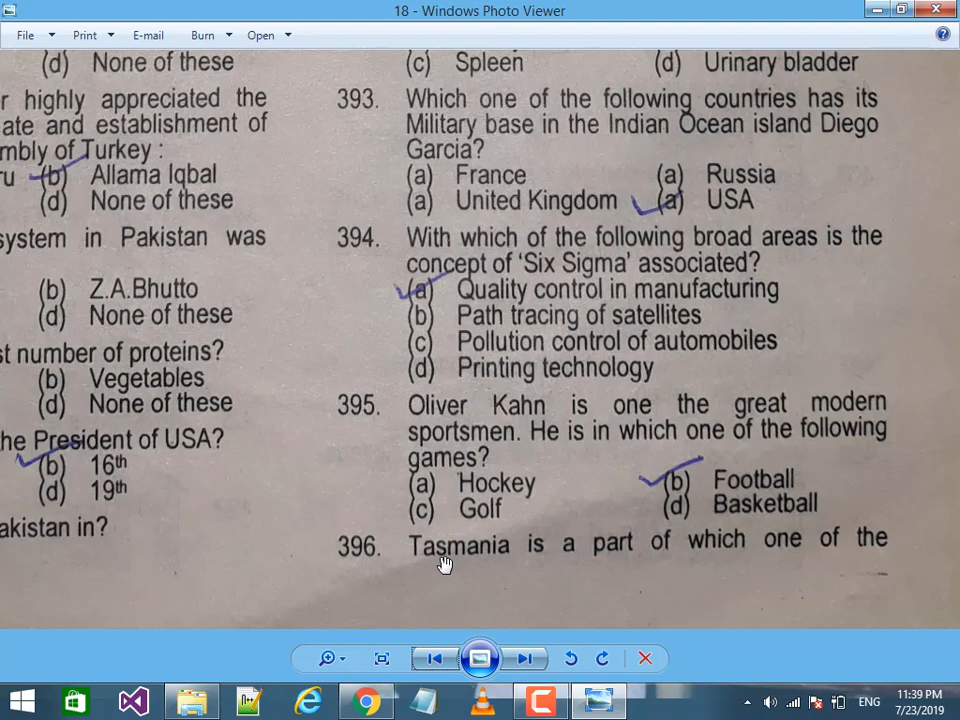 18 - Windows Photo Viewer
File Print E-mail Burn Open
(d) None of these
r highly appreciated the
ate and establishment of
mbly of Turkey :
ru (b) Allama Iqbal
(d) None of these
system in Pakistan was
(b) Z.A.Bhutto
(d) None of these
st number of proteins?
(b) Vegetables
(d) None of these
the President of USA?
(b) 16th
(d) 19th
akistan in?
(c) Spleen (d) Urinary bladder
393. Which one of the following countries has its
Military base in the Indian Ocean island Diego
Garcia?
(a) France (a) Russia
(a) United Kingdom (a) USA
394. With which of the following broad areas is the
concept of 'Six Sigma' associated?
(a) Quality control in manufacturing
(b) Path tracing of satellites
(c) Pollution control of automobiles
(d) Printing technology
395. Oliver Kahn is one the great modern
sportsmen. He is in which one of the following
games?
(a) Hockey (b) Football
(c) Golf (d) Basketball
396. Tasmania is a part of which one of the
ENG 11:39 PM
7/23/2019